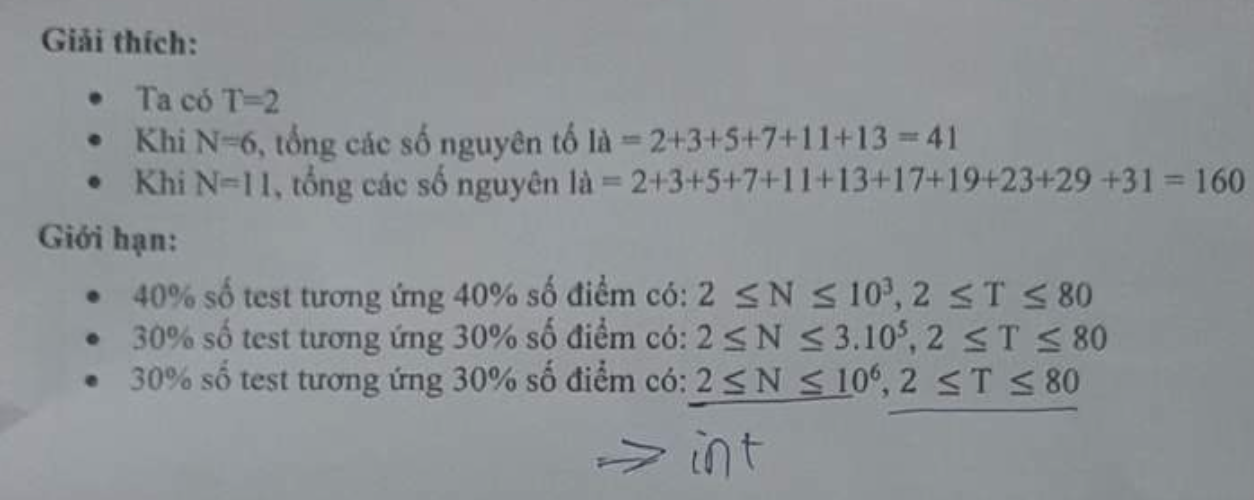 Giải thích:
• Ta có T=2
• Khi N=6, tổng các số nguyên tố là = 2+3+5+7+11+13 = 41
• Khi N=11, tổng các số nguyên là = 2+3+5+7+11+13+17+19+23+29 +31 = 160
Giới hạn:
• 40% số test tương ứng 40% số điểm có: 2 ≤ N ≤ 10³, 2 ≤ T ≤ 80
• 30% số test tương ứng 30% số điểm có: 2 ≤ N ≤ 3.10⁵, 2 ≤ T ≤ 80
• 30% số test tương ứng 30% số điểm có: 2 ≤ N ≤ 10⁶, 2 ≤ T ≤ 80
⇒ int